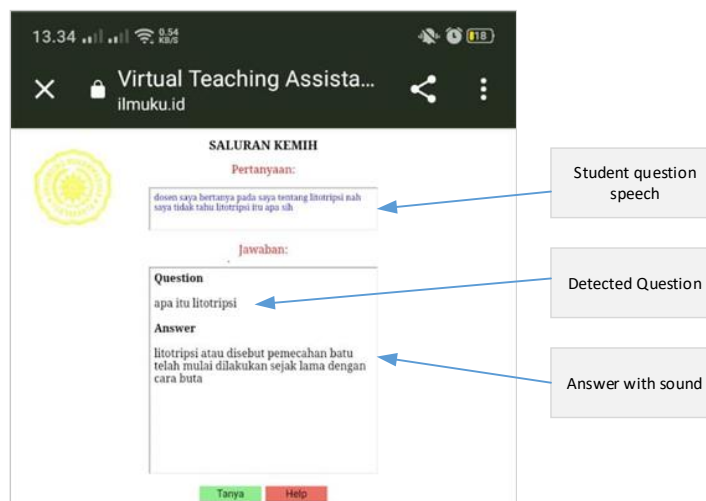 13.34
0.54
KB/S
18
Virtual Teaching Assista...
ilmuku.id
SALURAN KEMIH
Pertanyaan:
dosen saya bertanya pada saya tentang litotripsi nah
saya tidak tahu litotripsi itu apa sih
Jawaban:
Question
apa itu litotripsi
Answer
litotripsi atau disebut pemecahan batu
telah mulai dilakukan sejak lama dengan
cara buta
Tanya Help
Student question
speech
Detected Question
Answer with sound